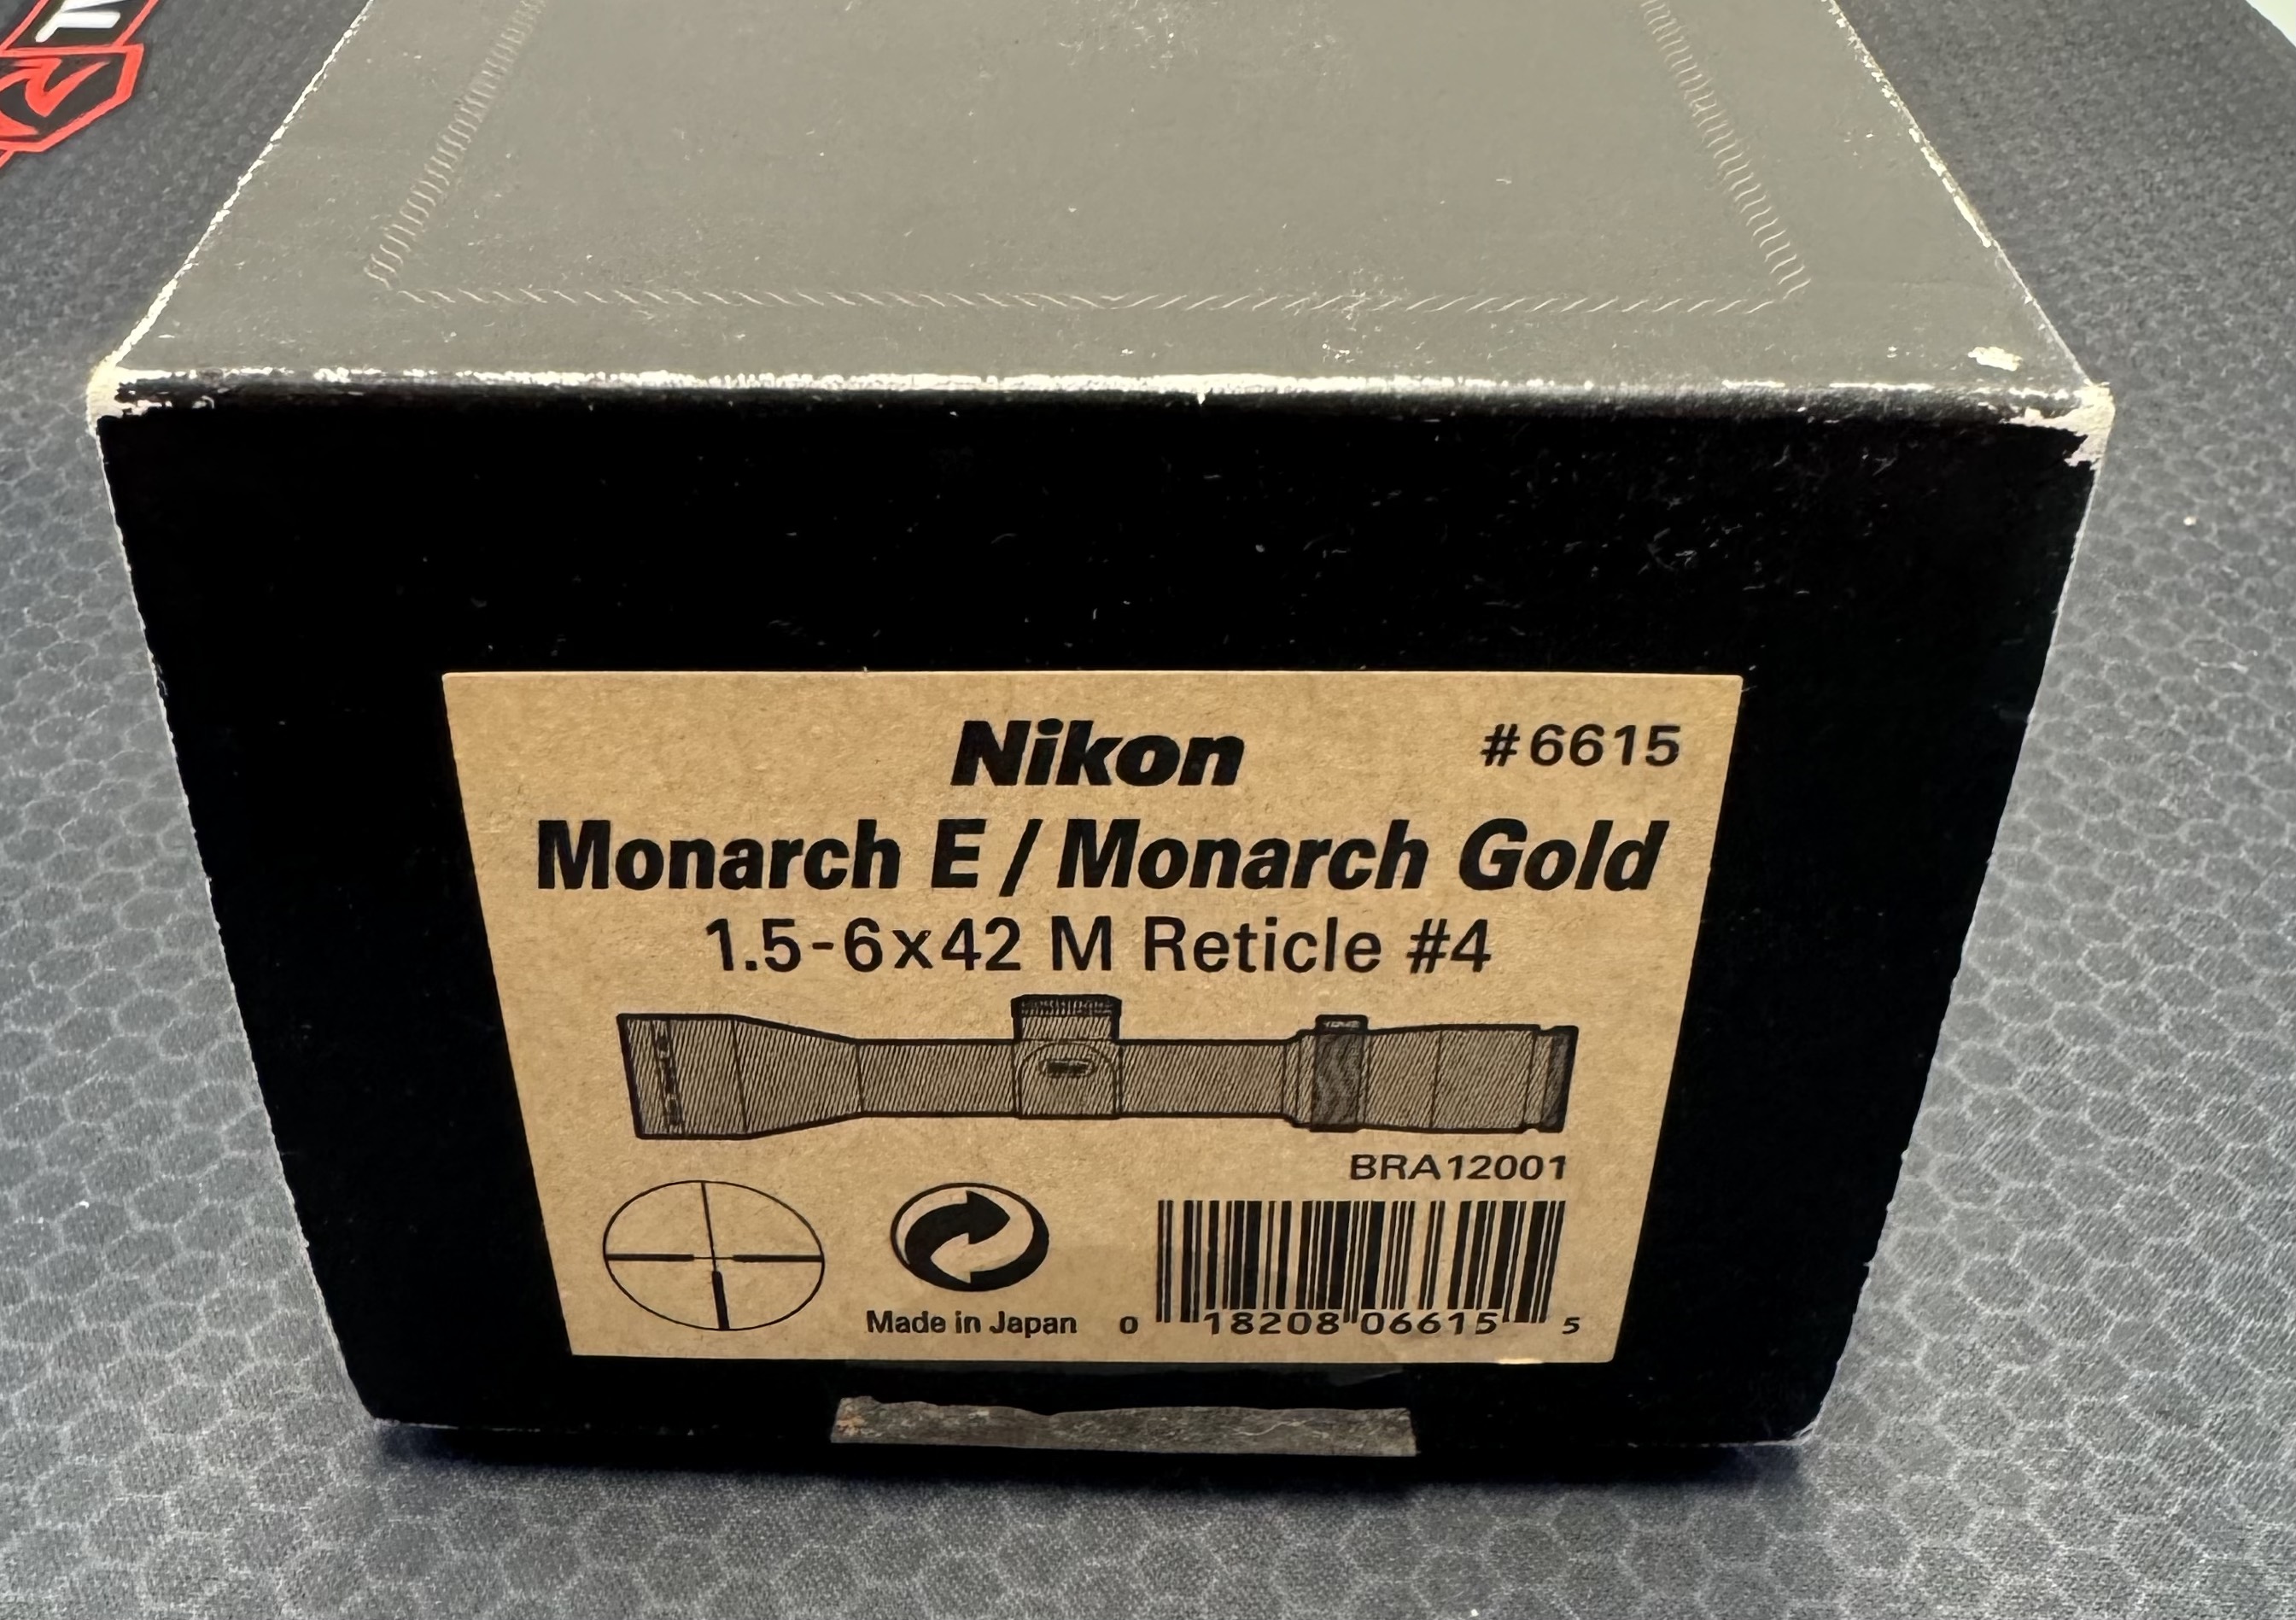 Nikon #6615
Monarch E / Monarch Gold
1.5-6x42 M Reticle #4
BRA12001
Made in Japan
0 18208 06615 5